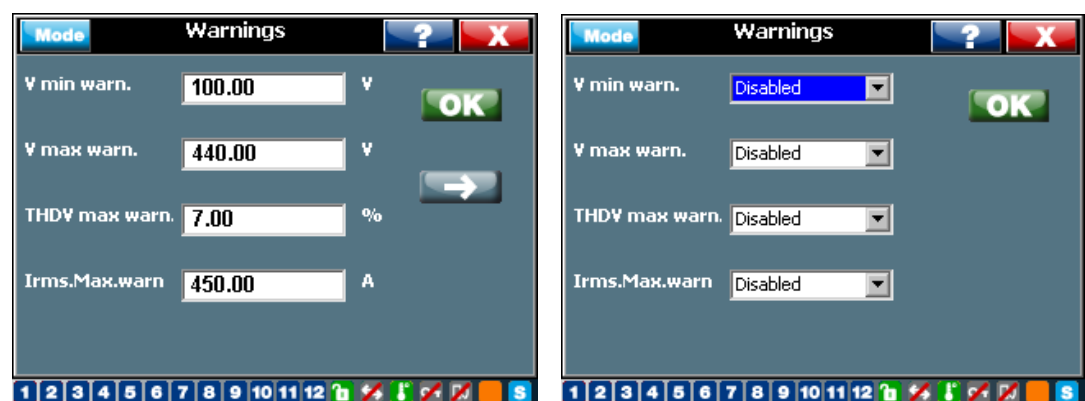 Mode Warnings ? X
V min warn. 100.00 V OK
V max warn. 440.00 V
THDV max warn. 7.00 %
Irms.Max.warn 450.00 A
1 2 3 4 5 6 7 8 9 10 11 12 S
Mode Warnings ? X
V min warn. Disabled OK
V max warn. Disabled
THDV max warn. Disabled
Irms.Max.warn Disabled
1 2 3 4 5 6 7 8 9 10 11 12 S